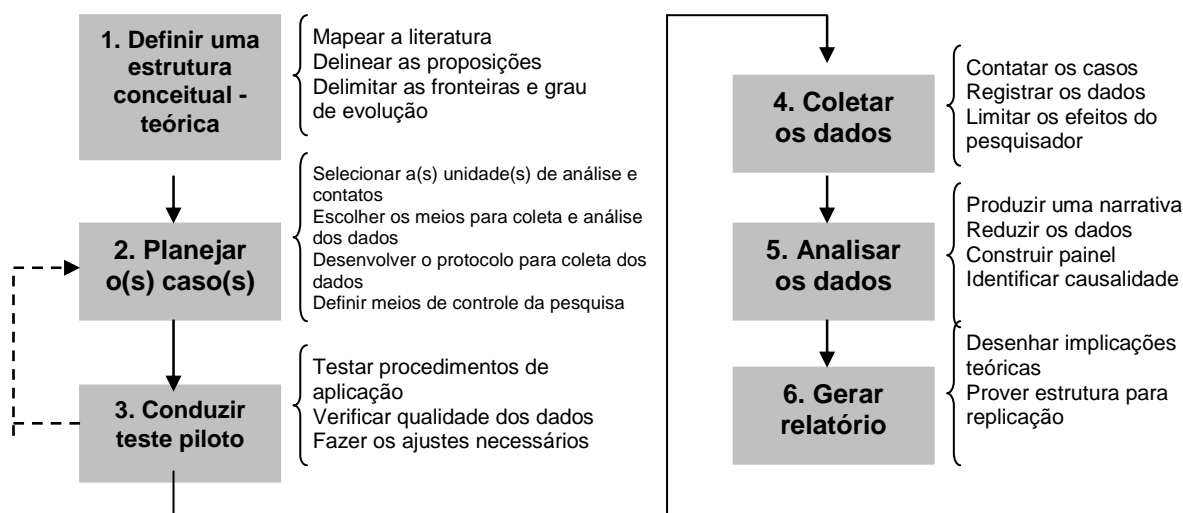 1. Definir uma
estrutura
conceitual -
teórica
Mapear a literatura
Delinear as proposições
Delimitar as fronteiras e grau
de evolução
2. Planejar
o(s) caso(s)
Selecionar a(s) unidade(s) de análise e
contatos
Escolher os meios para coleta e análise
dos dados
Desenvolver o protocolo para coleta dos
dados
Definir meios de controle da pesquisa
3. Conduzir
teste piloto
Testar procedimentos de
aplicação
Verificar qualidade dos dados
Fazer os ajustes necessários
4. Coletar
os dados
Contatar os casos
Registrar os dados
Limitar os efeitos do
pesquisador
5. Analisar
os dados
Produzir uma narrativa
Reduzir os dados
Construir painel
Identificar causalidade
6. Gerar
relatório
Desenhar implicações
teóricas
Prover estrutura para
replicação